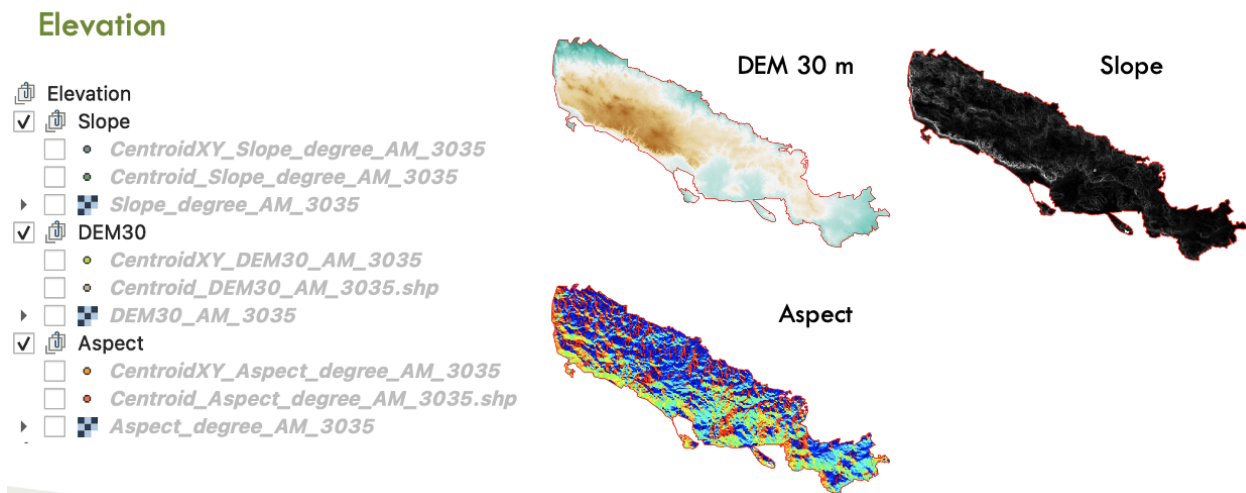 Elevation
Elevation
Slope
CentroidXY_Slope_degree_AM_3035
Centroid_Slope_degree_AM_3035
Slope_degree_AM_3035
DEM30
CentroidXY_DEM30_AM_3035
Centroid_DEM30_AM_3035.shp
DEM30_AM_3035
Aspect
CentroidXY_Aspect_degree_AM_3035
Centroid_Aspect_degree_AM_3035.shp
Aspect_degree_AM_3035
DEM 30 m
Slope
Aspect